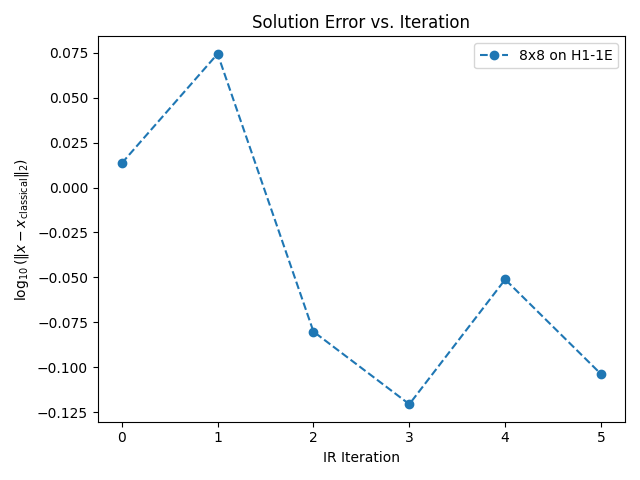 Solution Error vs. Iteration
8x8 on H1-1E
log₁₀(‖x − x_classical‖₂)
0.075
0.050
0.025
0.000
−0.025
−0.050
−0.075
−0.100
−0.125
0 1 2 3 4 5
IR Iteration